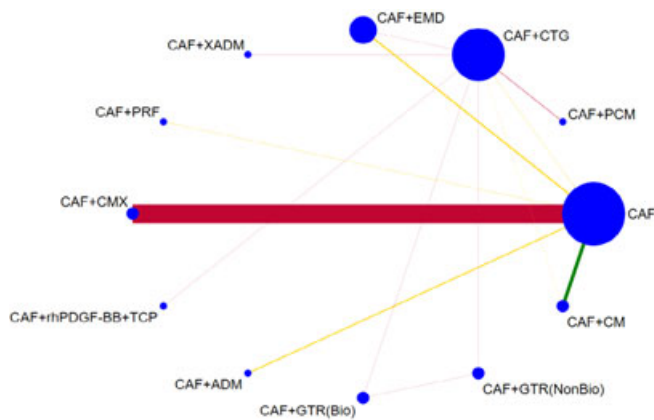 CAF+EMD
CAF+CTG
CAF+XADM
CAF+PRF
CAF+PCM
CAF+CMX
CAF
CAF+rhPDGF-BB+TCP
CAF+CM
CAF+ADM
CAF+GTR(Bio)
CAF+GTR(NonBio)